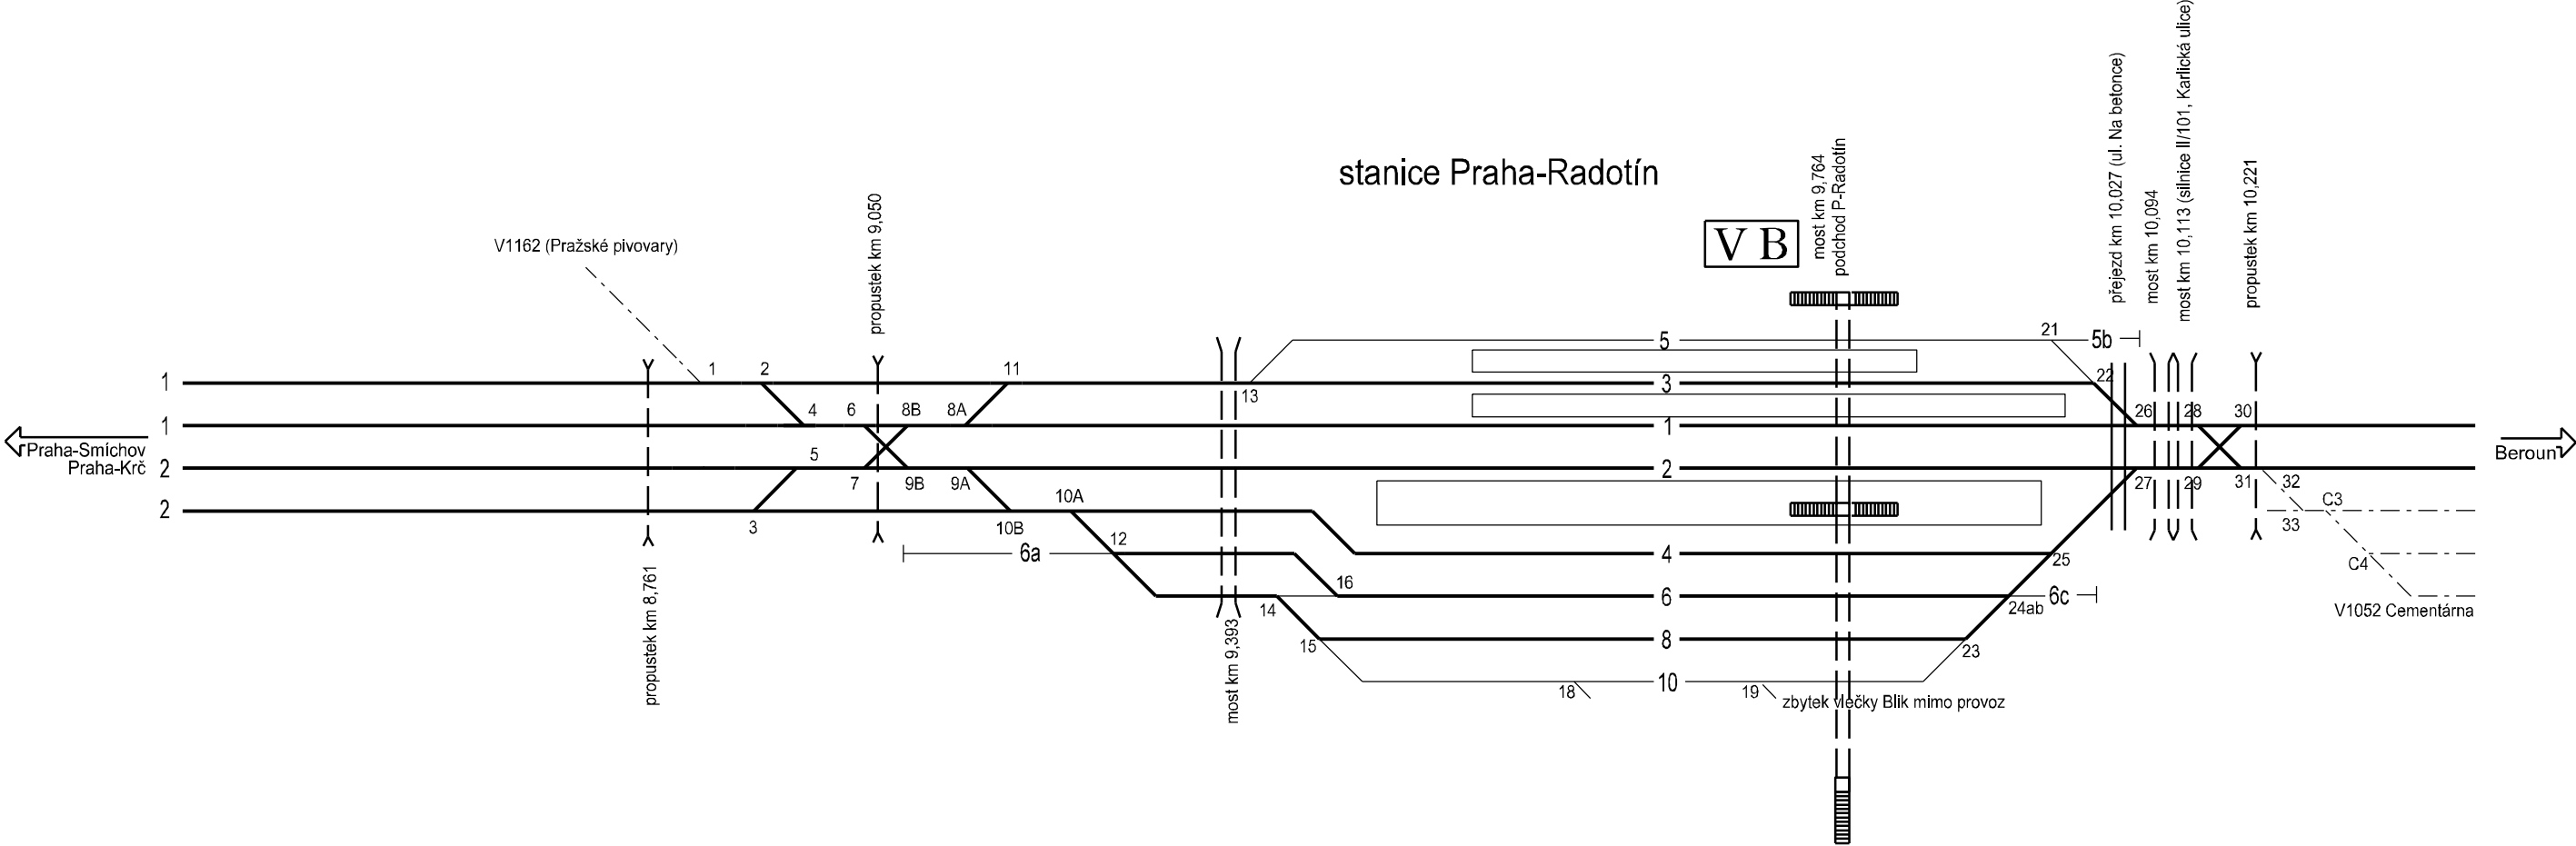 stanice Praha-Radotín
V B
most km 9,764
podchod P-Radotín
přejezd km 10,027 (ul. Na betonce)
most km 10,094
most km 10,113 (silnice II/101, Karlická ulice)
propustek km 10,221
propustek km 9,050
V1162 (Pražské pivovary)
5
21
5b
1
1
2
11
3
22
13
4
6
8B
8A
26
28
30
1
1
Praha-Smíchov
Praha-Krč
Beroun
2
5
2
7
9B
9A
27
29
31
32
10A
C3
2
3
10B
33
6a
12
4
25
C4
16
14
6
24ab
6c
V1052 Cementárna
propustek km 8,761
most km 9,393
15
8
23
18
10
19
zbytek vlečky Blik mimo provoz